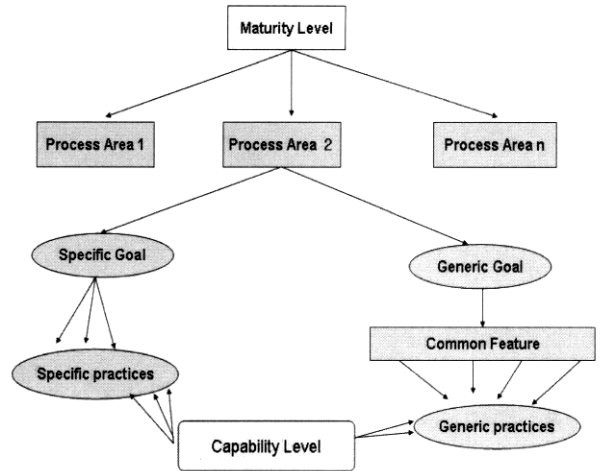 Maturity Level
Process Area 1
Process Area 2
Process Area n
Specific Goal
Generic Goal
Common Feature
Specific practices
Generic practices
Capability Level